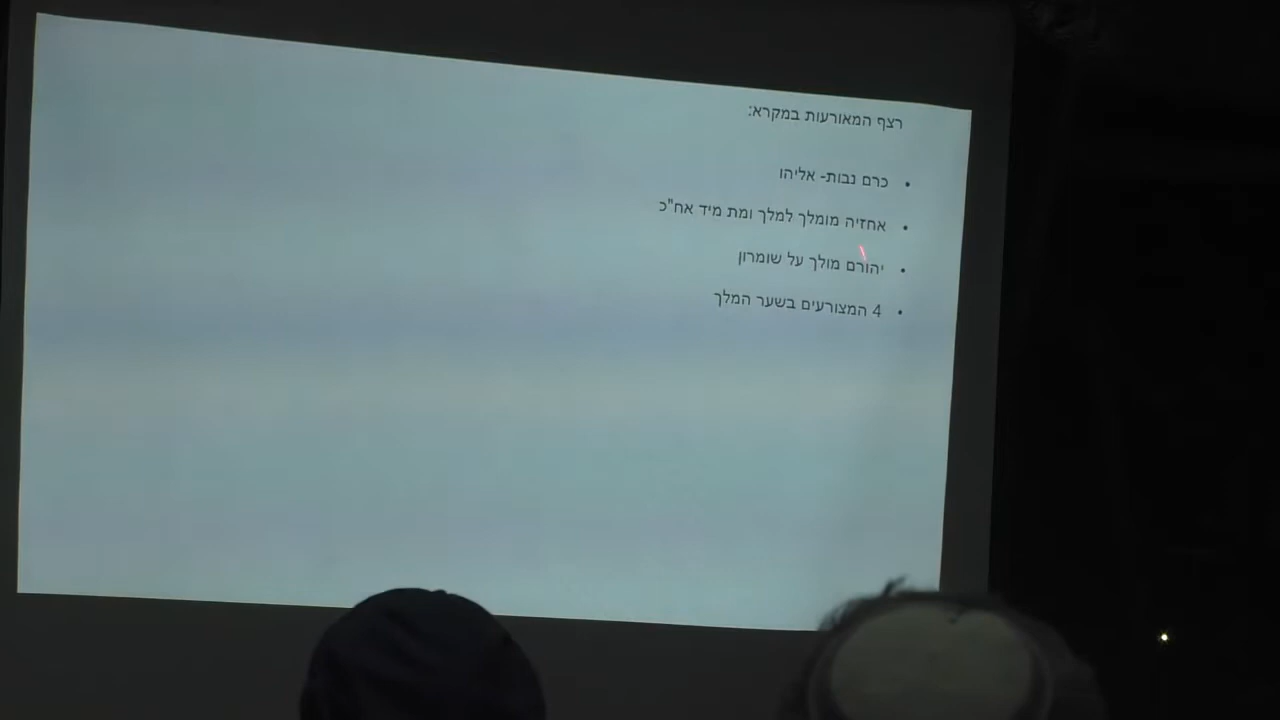 רצף המאורעות במקרא:
• כרם נבות- אליהו
• אחזיה מומלך למלך ומת מיד אח"כ
• יהורם מולך על שומרון
• 4 המצורעים בשער המלך